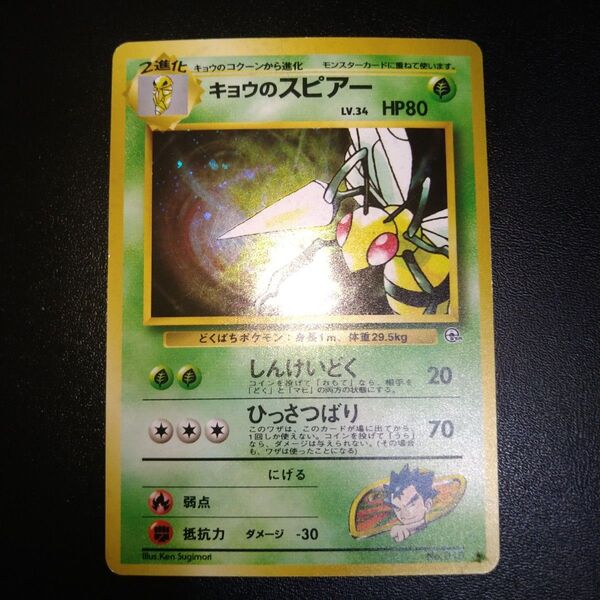 2進化 キョウのコクーンから進化 モンスターカードに重ねて使います。
キョウのスピアー LV.34 HP80
どくばちポケモン：身長1m、体重29.5kg
しんけいどく 20
コインを投げて「おもて」なら、相手を
「どく」と「マヒ」の両方の状態にする。
ひっさつばり 70
このワザは、このカードが場に出てから、
1回しか使えない。コインを投げて「うら」
なら、ダメージは与えられない。(その場合
も、ワザは使ったことになる)
にげる
弱点
抵抗力 ダメージ -30
Illus.Ken Sugimori